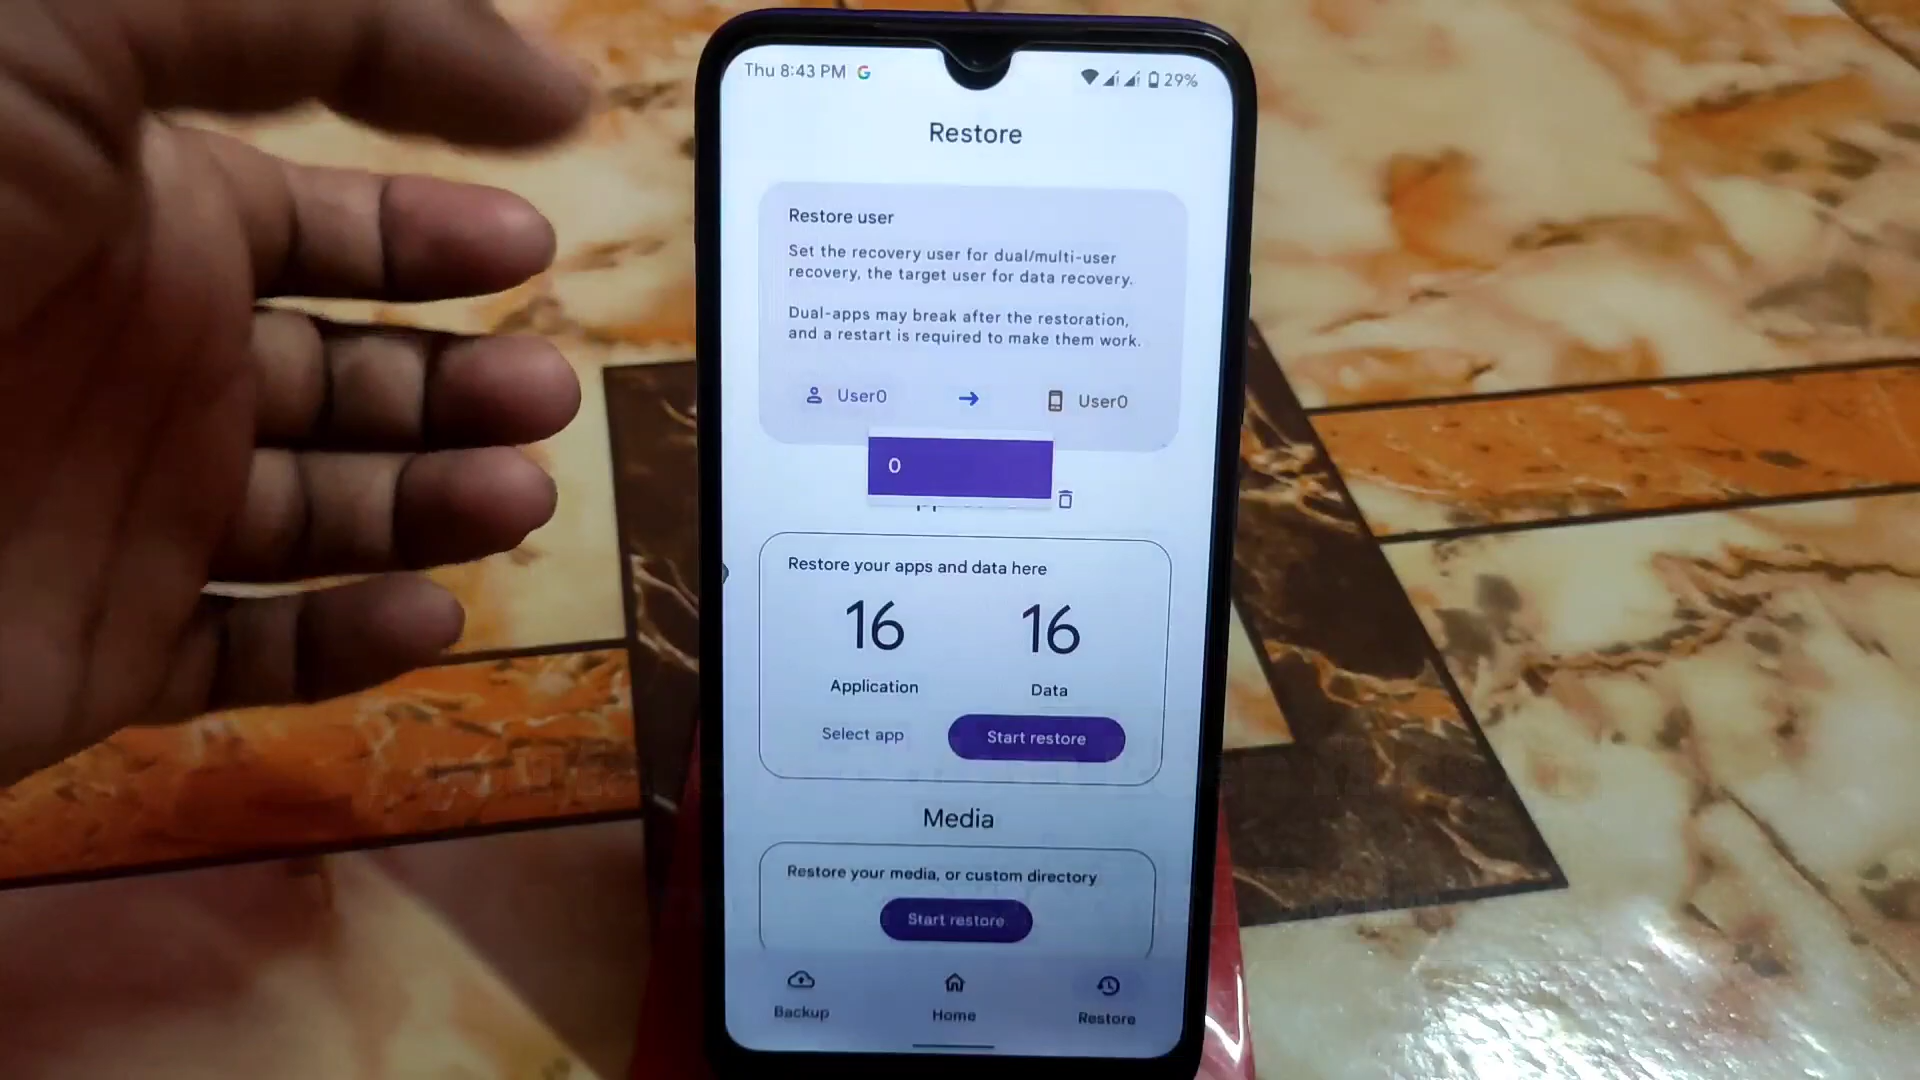 Thu 8:43 PM G
29%
Restore
Restore user
Set the recovery user for dual/multi-user
recovery, the target user for data recovery.
Dual-apps may break after the restoration,
and a restart is required to make them work.
User0
User0
0
Restore your apps and data here
16
16
Application
Data
Select app
Start restore
Media
Restore your media, or custom directory
Start restore
Backup
Home
Restore